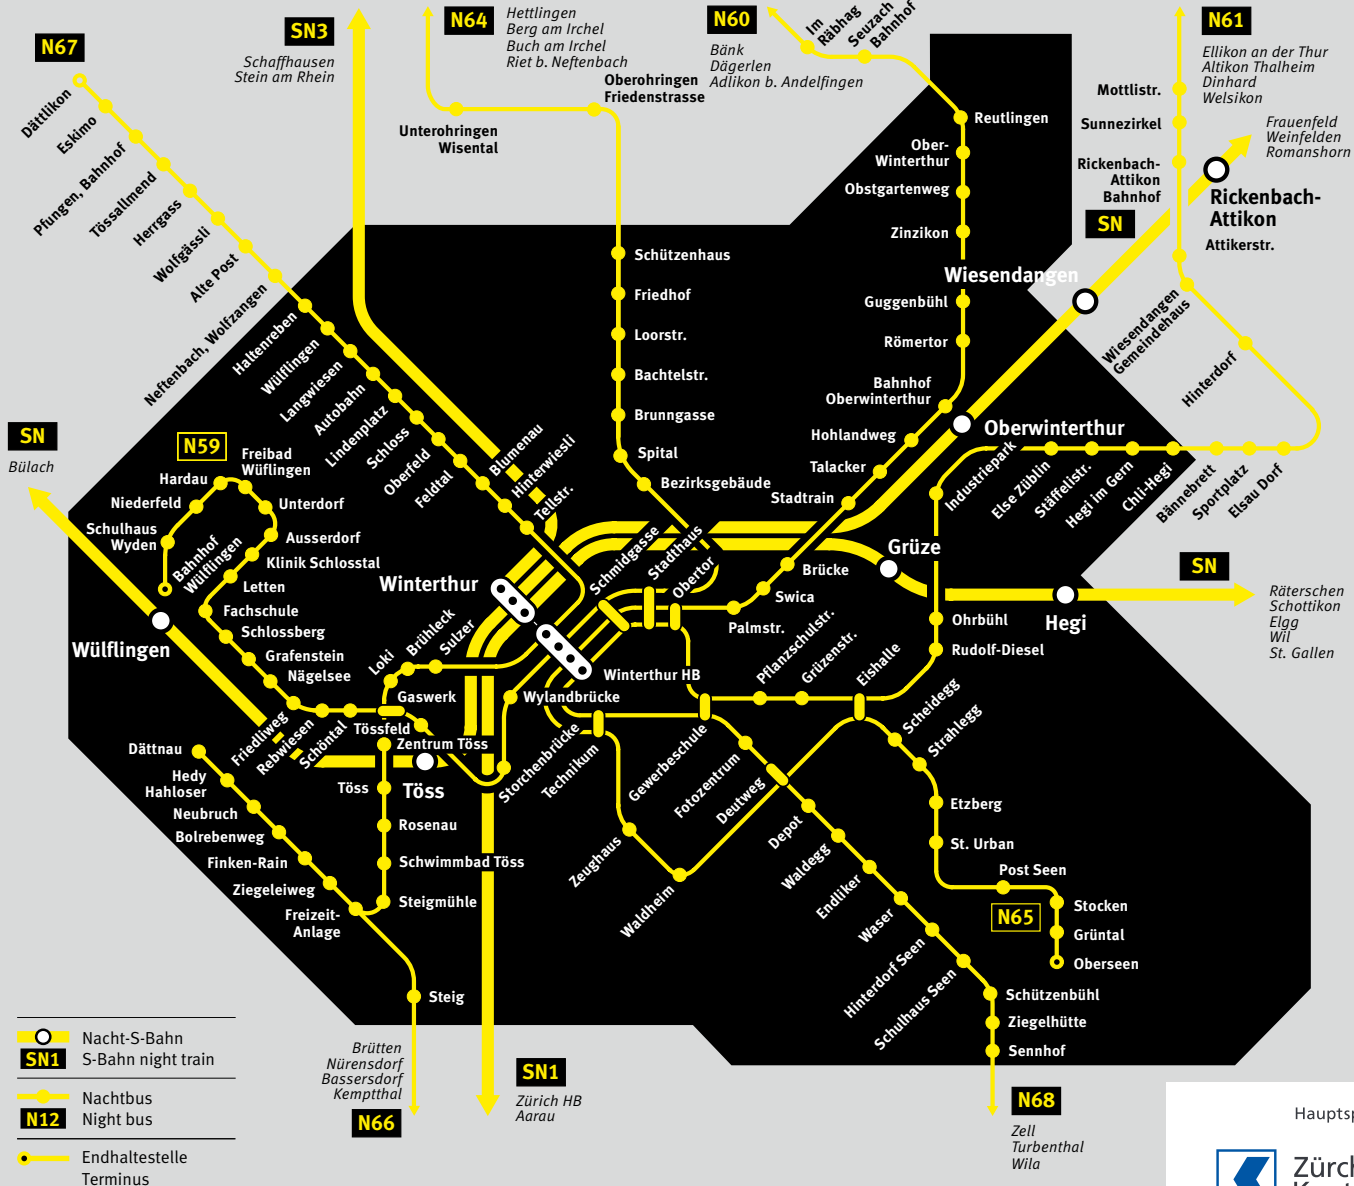 N67
SN3
Schaffhausen
Stein am Rhein
N64
Hettlingen
Berg am Irchel
Buch am Irchel
Riet b. Neftenbach
N60
Bänk
Dägerlen
Adlikon b. Andelfingen
Im
Räbhag
Seuzach
Bahnhof
N61
Ellikon an der Thur
Altikon Thalheim
Dinhard
Welsikon
Frauenfeld
Weinfelden
Romanshorn
Dättlikon
Eskimo
Pfungen, Bahnhof
Tössallmend
Herrgass
Wolfgässli
Alte Post
Neftenbach, Wolfzangen
Haltenreben
Wülflingen
Langwiesen
Autobahn
Lindenplatz
Schloss
Oberfeld
Feldtal
Blumenau
Hinterwiesli
Tellstr.
Unterohringen
Wisental
Oberohringen
Friedenstrasse
Schützenhaus
Friedhof
Loorstr.
Bachtelstr.
Brunngasse
Spital
Bezirksgebäude
Schmidgasse
Stadthaus
Obertor
Reutlingen
Ober-
Winterthur
Obstgartenweg
Zinzikon
Wiesendangen
Guggenbühl
Römertor
Bahnhof
Oberwinterthur
Hohlandweg
Talacker
Stadtrain
Brücke
Swica
Palmstr.
Mottlistr.
Sunnezirkel
Rickenbach-
Attikon
Bahnhof
Rickenbach-
Attikon
Attikerstr.
SN
Wiesendangen
Gemeindehaus
Hinterdorf
Oberwinterthur
Industriepark
Else Züblin
Stäffelistr.
Hegi im Gern
Chli-Hegi
Bännebrett
Sportplatz
Elsau Dorf
SN
Bülach
N59
Freibad
Wüflingen
Hardau
Niederfeld
Unterdorf
Schulhaus
Wyden
Bahnhof
Wülflingen
Ausserdorf
Klinik Schlosstal
Letten
Fachschule
Schlossberg
Grafenstein
Nägelsee
Wülflingen
Friedliweg
Rebwiesen
Schöntal
Winterthur
Loki
Brühleck
Sulzer
Gaswerk
Tössfeld
Zentrum Töss
Töss
Töss
Rosenau
Schwimmbad Töss
Steigmühle
Dättnau
Hedy
Hahloser
Neubruch
Bolrebenweg
Finken-Rain
Ziegeleiweg
Freizeit-
Anlage
Steig
Winterthur HB
Wylandbrücke
Storchenbrücke
Technikum
Zeughaus
Waldheim
Gewerbeschule
Pflanzschulstr.
Grüzenstr.
Eishalle
Fotozentrum
Deutweg
Depot
Waldegg
Endliker
Waser
Hinterdorf Seen
Schulhaus Seen
Schützenbühl
Ziegelhütte
Sennhof
Grüze
Ohrbühl
Rudolf-Diesel
Hegi
SN
Räterschen
Schottikon
Elgg
Wil
St. Gallen
Scheidegg
Strahlegg
Etzberg
St. Urban
Post Seen
N65
Stocken
Grüntal
Oberseen
Nacht-S-Bahn
SN1
S-Bahn night train
Nachtbus
N12
Night bus
Endhaltestelle
Terminus
Brütten
Nürensdorf
Bassersdorf
Kemptthal
N66
SN1
Zürich HB
Aarau
N68
Zell
Turbenthal
Wila